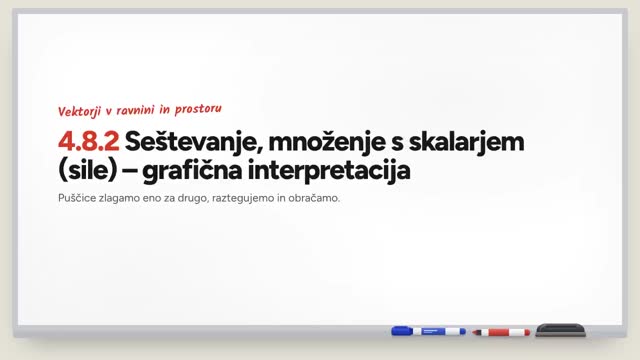 Vektorji v ravnini in prostoru
4.8.2 Seštevanje, množenje s skalarjem
(sile) – grafična interpretacija
Puščice zlagamo eno za drugo, raztegujemo in obračamo.